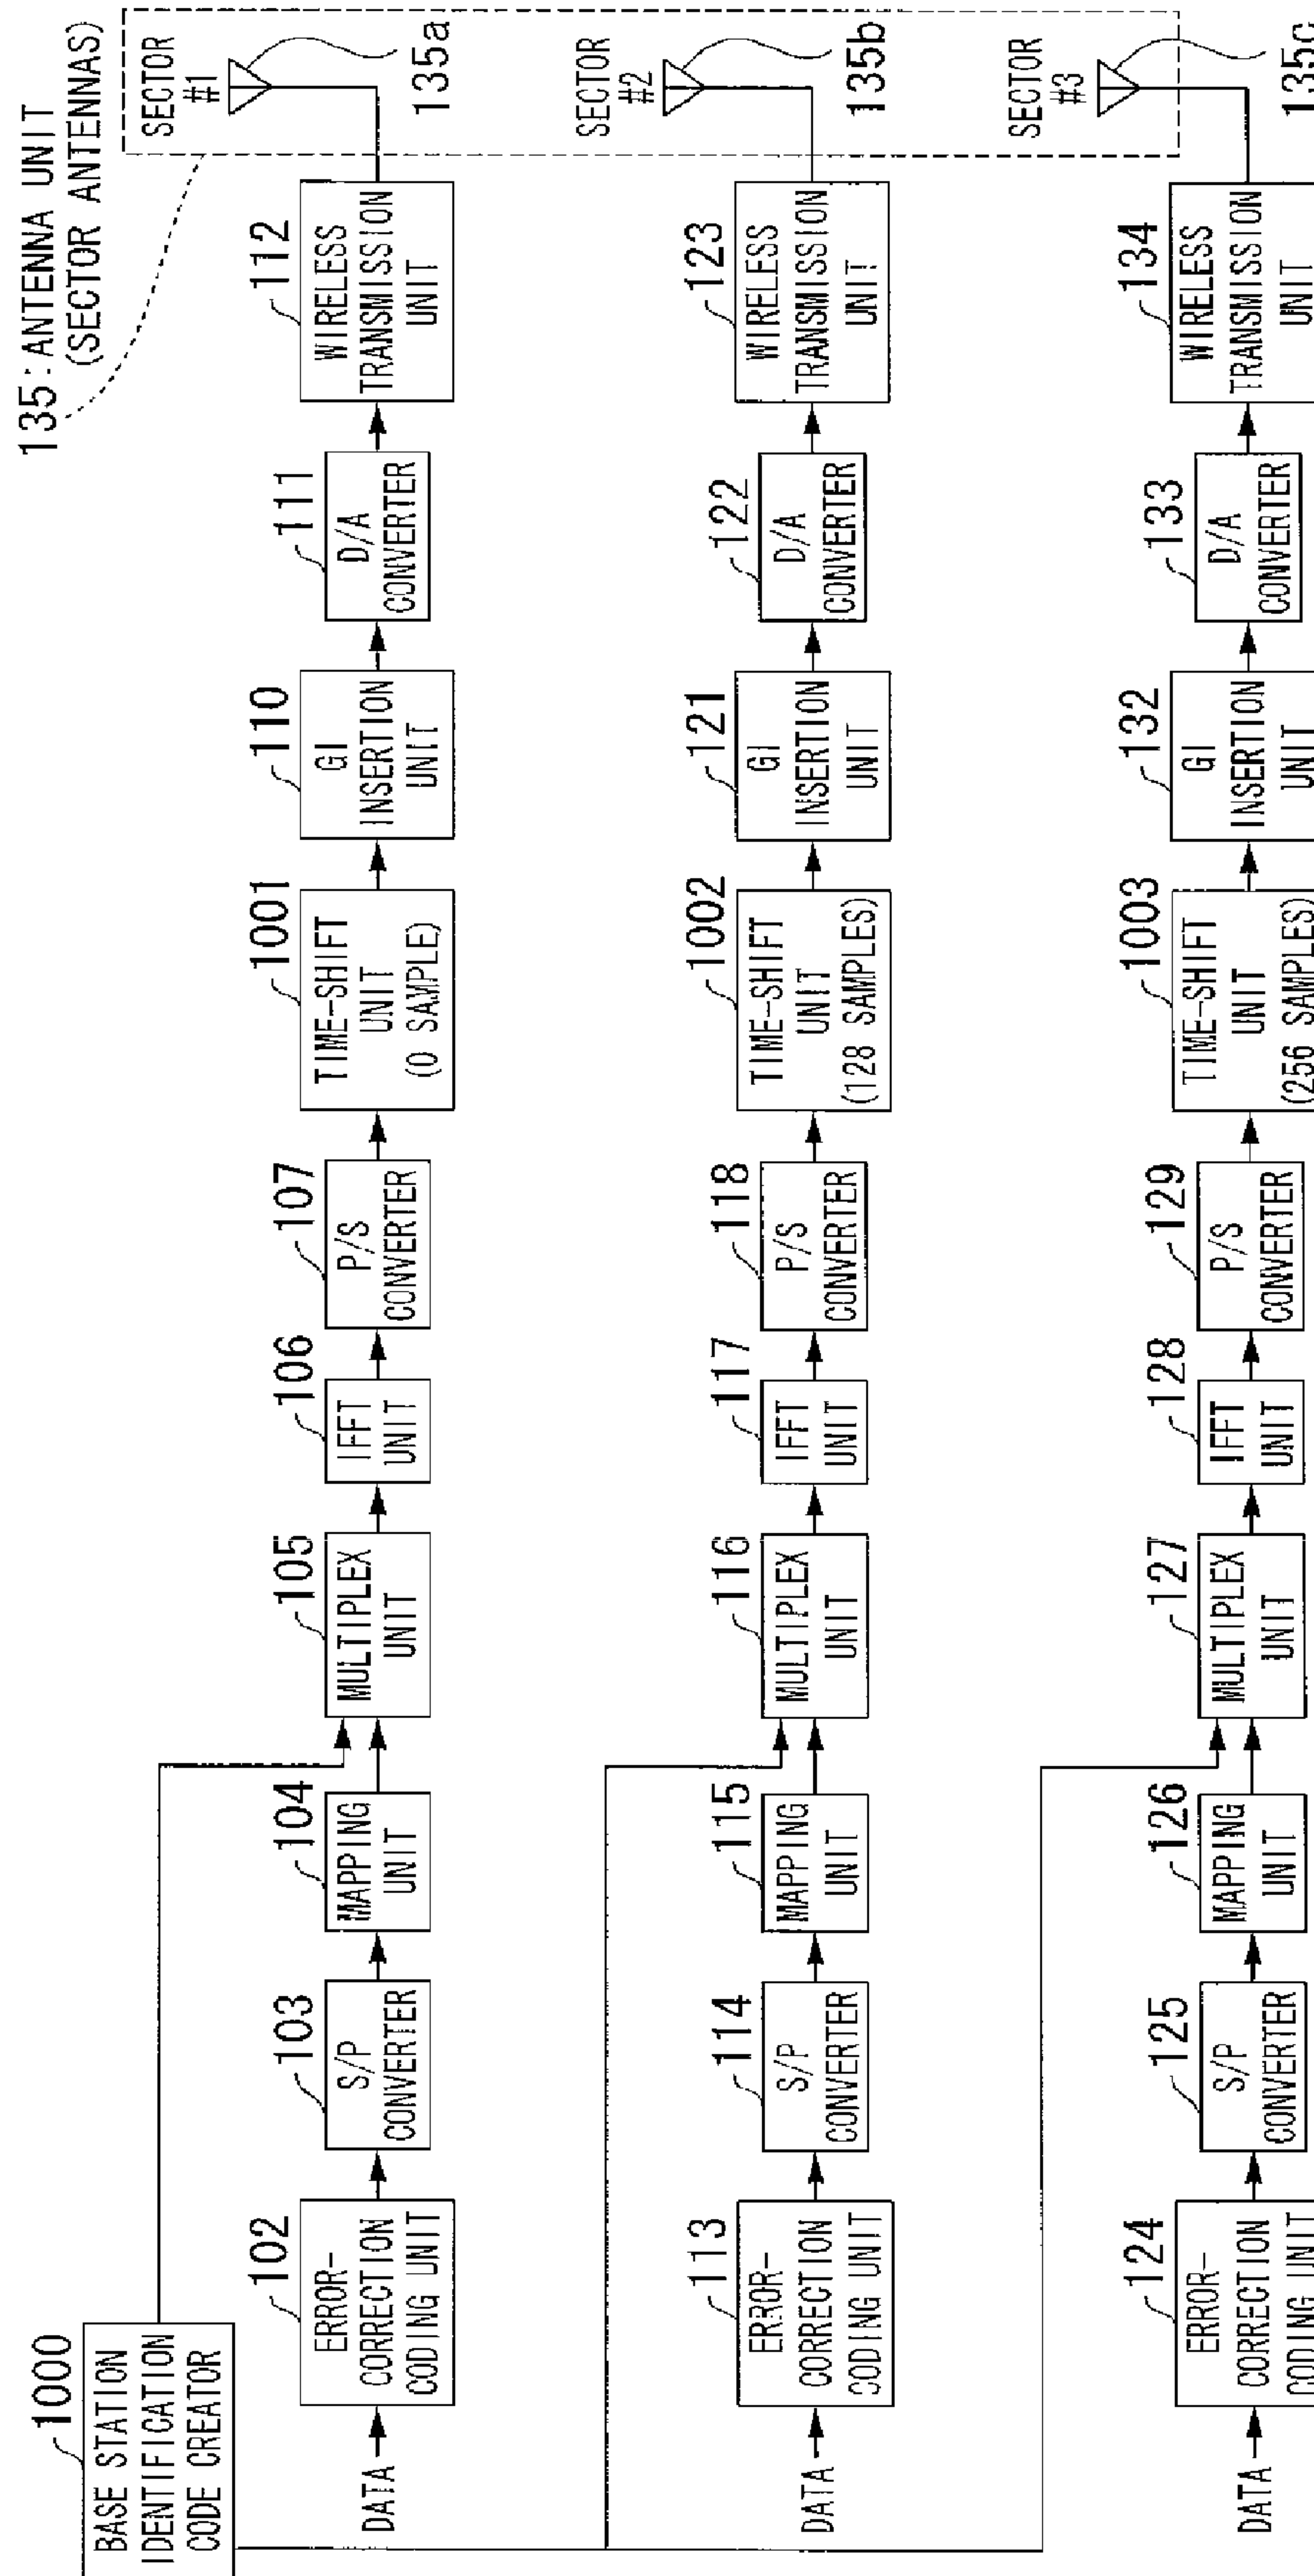 1000
BASE STATION
IDENTIFICATION
CODE CREATOR
135: ANTENNA UNIT
(SECTOR ANTENNAS)
DATA
102
ERROR-
CORRECTION
CODING UNIT
103
S/P
CONVERTER
104
MAPPING
UNIT
105
MULTIPLEX
UNIT
106
IFFT
UNIT
107
P/S
CONVERTER
1001
TIME-SHIFT
UNIT
(0 SAMPLE)
110
GI
INSERTION
UNIT
111
D/A
CONVERTER
112
WIRELESS
TRANSMISSION
UNIT
SECTOR
#1
135a
DATA
113
ERROR-
CORRECTION
CODING UNIT
114
S/P
CONVERTER
115
MAPPING
UNIT
116
MULTIPLEX
UNIT
117
IFFT
UNIT
118
P/S
CONVERTER
1002
TIME-SHIFT
UNIT
(128 SAMPLES)
121
GI
INSERTION
UNIT
122
D/A
CONVERTER
123
WIRELESS
TRANSMISSION
UNIT
SECTOR
#2
135b
DATA
124
ERROR-
CORRECTION
CODING UNIT
125
S/P
CONVERTER
126
MAPPING
UNIT
127
MULTIPLEX
UNIT
128
IFFT
UNIT
129
P/S
CONVERTER
1003
TIME-SHIFT
UNIT
(256 SAMPLES)
132
GI
INSERTION
UNIT
133
D/A
CONVERTER
134
WIRELESS
TRANSMISSION
UNIT
SECTOR
#3
135c